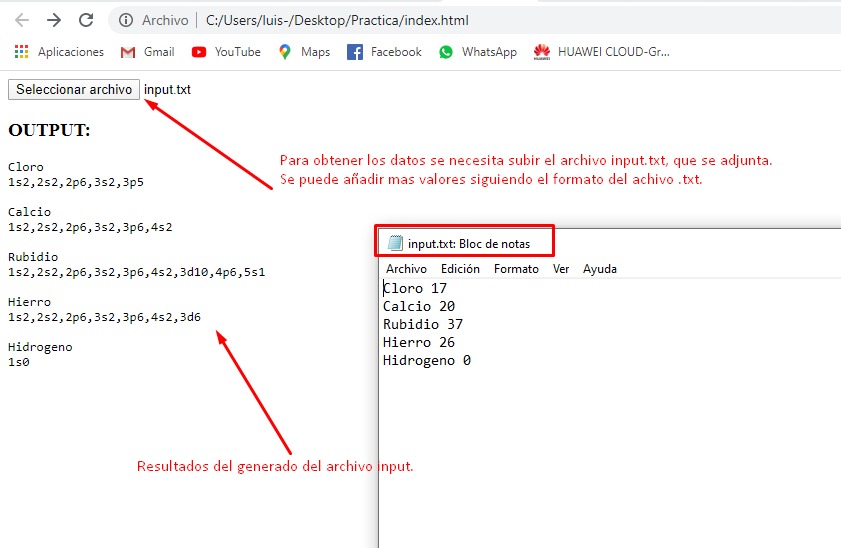 Archivo | C:/Users/luis-/Desktop/Practica/index.html
Aplicaciones Gmail YouTube Maps Facebook WhatsApp HUAWEI CLOUD-Gr...
Seleccionar archivo input.txt
OUTPUT:
Cloro
1s2,2s2,2p6,3s2,3p5
Calcio
1s2,2s2,2p6,3s2,3p6,4s2
Rubidio
1s2,2s2,2p6,3s2,3p6,4s2,3d10,4p6,5s1
Hierro
1s2,2s2,2p6,3s2,3p6,4s2,3d6
Hidrogeno
1s0
Para obtener los datos se necesita subir el archivo input.txt, que se adjunta.
Se puede añadir mas valores siguiendo el formato del achivo .txt.
input.txt: Bloc de notas
Archivo Edición Formato Ver Ayuda
Cloro 17
Calcio 20
Rubidio 37
Hierro 26
Hidrogeno 0
Resultados del generado del archivo input.